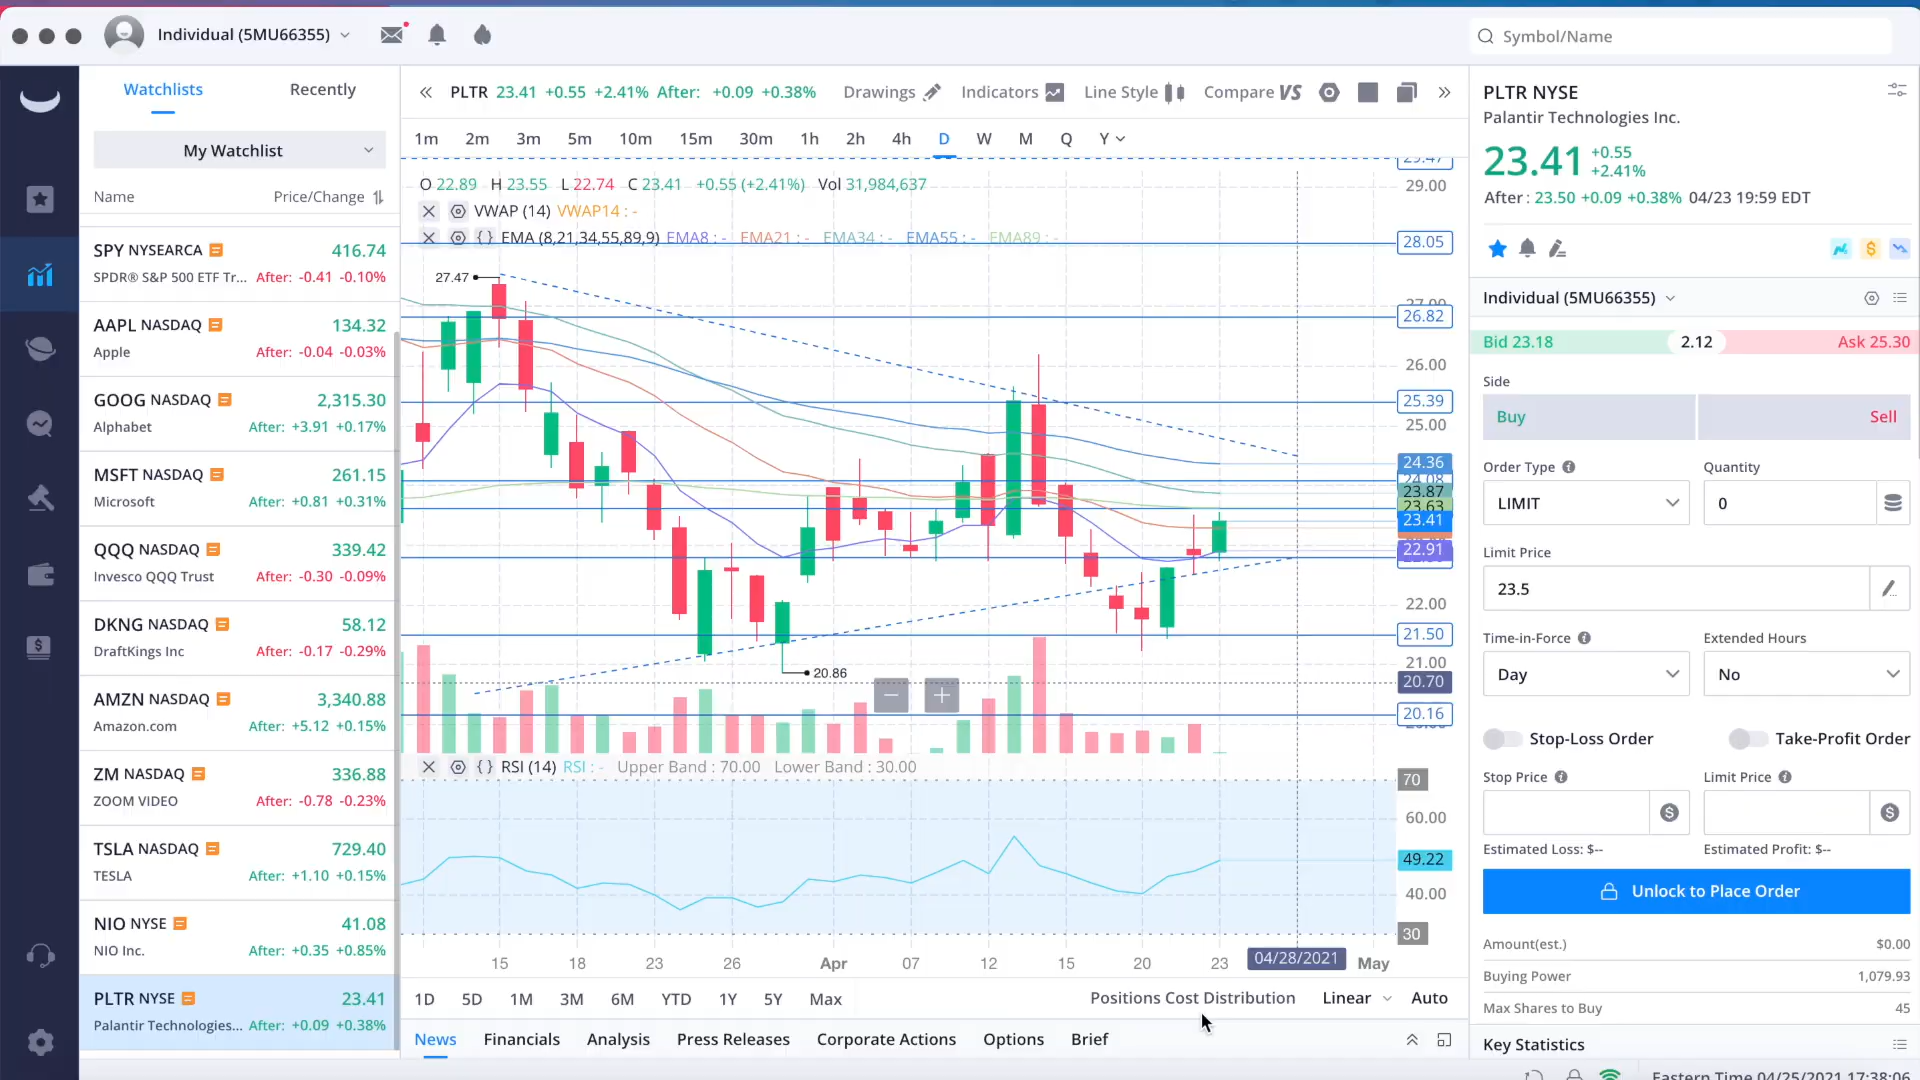 Individual (5MU66355)
Symbol/Name
Watchlists Recently
My Watchlist
Name Price/Change
SPY NYSEARCA 416.74
SPDR® S&P 500 ETF Tr... After: -0.41 -0.10%
AAPL NASDAQ 134.32
Apple After: -0.04 -0.03%
GOOG NASDAQ 2,315.30
Alphabet After: +3.91 +0.17%
MSFT NASDAQ 261.15
Microsoft After: +0.81 +0.31%
QQQ NASDAQ 339.42
Invesco QQQ Trust After: -0.30 -0.09%
DKNG NASDAQ 58.12
DraftKings Inc After: -0.17 -0.29%
AMZN NASDAQ 3,340.88
Amazon.com After: +5.12 +0.15%
ZM NASDAQ 336.88
ZOOM VIDEO After: -0.78 -0.23%
TSLA NASDAQ 729.40
TESLA After: +1.10 +0.15%
NIO NYSE 41.08
NIO Inc. After: +0.35 +0.85%
PLTR NYSE 23.41
Palantir Technologies... After: +0.09 +0.38%
PLTR 23.41 +0.55 +2.41% After: +0.09 +0.38% Drawings Indicators Line Style Compare VS
1m 2m 3m 5m 10m 15m 30m 1h 2h 4h D W M Q Y
O 22.89 H 23.55 L 22.74 C 23.41 +0.55 (+2.41%) Vol 31,984,637
VWAP (14) VWAP14 : -
{} EMA (8,21,34,55,89,9) EMA8 : - EMA21 : - EMA34 : - EMA55 : - EMA89 : -
27.47
20.86
29.47
29.00
28.05
27.00
26.82
26.00
25.39
25.00
24.36
24.08
23.87
23.63
23.41
22.91
22.00
21.50
21.00
20.70
20.16
{} RSI (14) RSI : - Upper Band : 70.00 Lower Band : 30.00
70
60.00
49.22
40.00
30
15 18 23 26 Apr 07 12 15 20 23 04/28/2021 May
1D 5D 1M 3M 6M YTD 1Y 5Y Max Positions Cost Distribution Linear Auto
News Financials Analysis Press Releases Corporate Actions Options Brief
PLTR NYSE
Palantir Technologies Inc.
23.41 +0.55
+2.41%
After : 23.50 +0.09 +0.38% 04/23 19:59 EDT
Individual (5MU66355)
Bid 23.18 2.12 Ask 25.30
Side
Buy Sell
Order Type Quantity
LIMIT 0
Limit Price
23.5
Time-in-Force Extended Hours
Day No
Stop-Loss Order Take-Profit Order
Stop Price Limit Price
Estimated Loss: $-- Estimated Profit: $--
Unlock to Place Order
Amount(est.) $0.00
Buying Power 1,079.93
Max Shares to Buy 45
Key Statistics
Eastern Time 04/25/2021 17:38:06